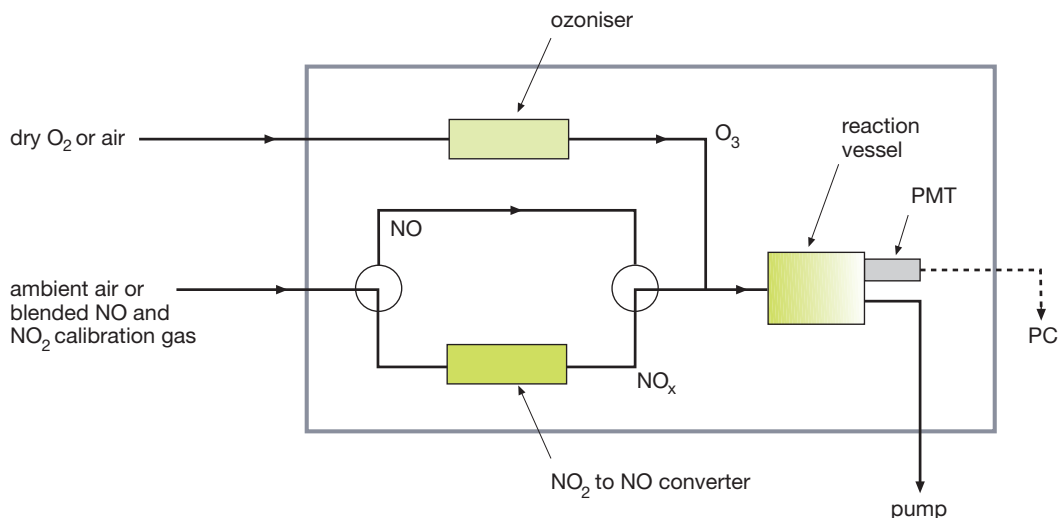 ozoniser
dry O₂ or air
O₃
reaction
vessel
PMT
NO
ambient air or
blended NO and
NO₂ calibration gas
PC
NOₓ
NO₂ to NO converter
pump